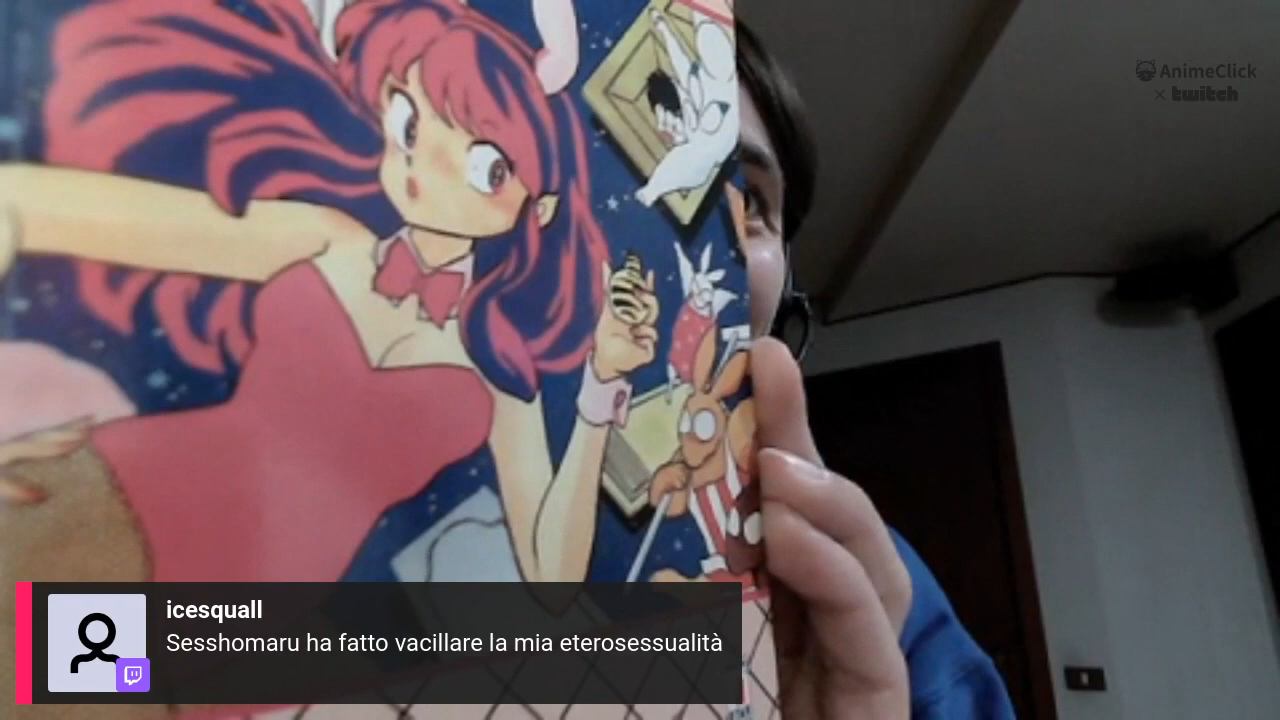 AnimeClick
× twitch
icesquall
Sesshomaru ha fatto vacillare la mia eterosessualità